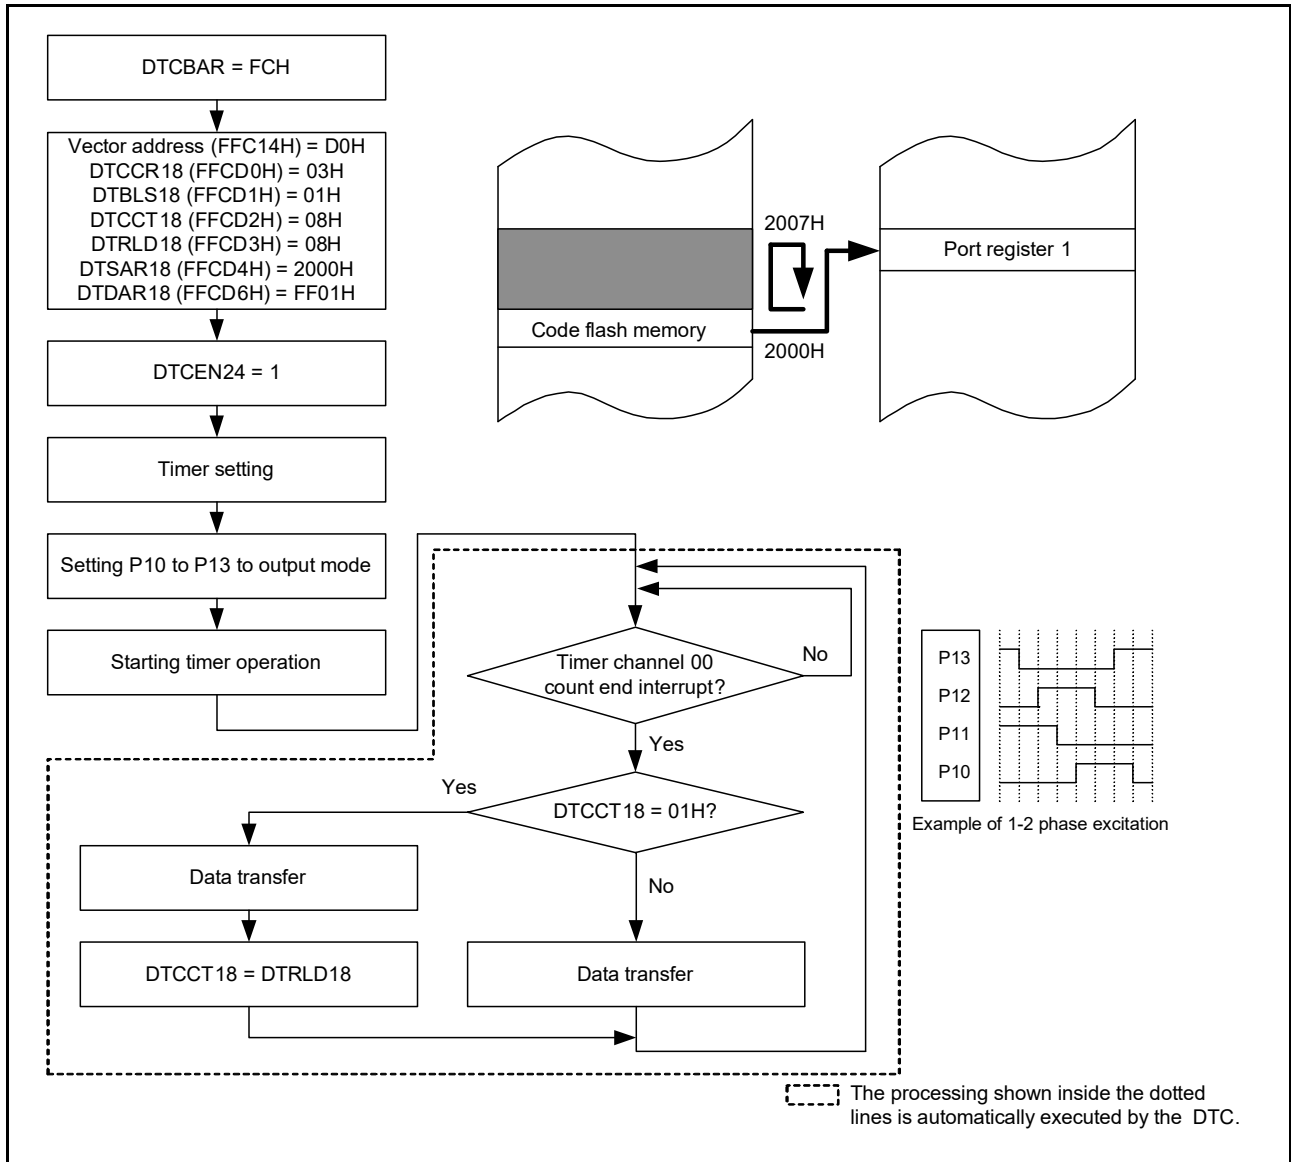 DTCBAR = FCH
Vector address (FFC14H) = D0H
DTCCR18 (FFCD0H) = 03H
DTBLS18 (FFCD1H) = 01H
DTCCT18 (FFCD2H) = 08H
DTRLD18 (FFCD3H) = 08H
DTSAR18 (FFCD4H) = 2000H
DTDAR18 (FFCD6H) = FF01H
DTCEN24 = 1
Timer setting
Setting P10 to P13 to output mode
Starting timer operation
2007H
Port register 1
Code flash memory
2000H
Timer channel 00
count end interrupt?
No
Yes
DTCCT18 = 01H?
Yes
No
Data transfer
DTCCT18 = DTRLD18
Data transfer
P13
P12
P11
P10
Example of 1-2 phase excitation
The processing shown inside the dotted
lines is automatically executed by the DTC.